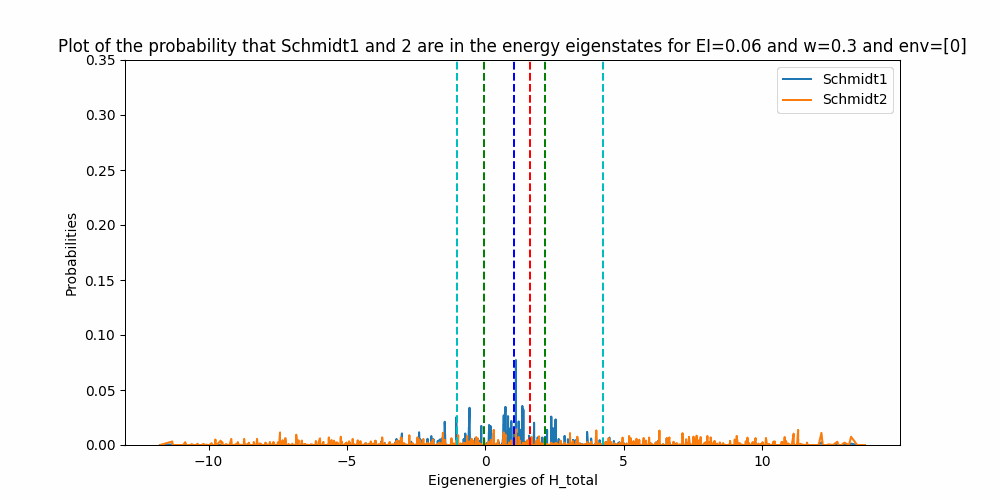 Plot of the probability that Schmidt1 and 2 are in the energy eigenstates for EI=0.06 and w=0.3 and env=[0]
Schmidt1
Schmidt2
0.35
0.30
0.25
0.20
0.15
0.10
0.05
0.00
Probabilities
−10
−5
0
5
10
Eigenenergies of H_total